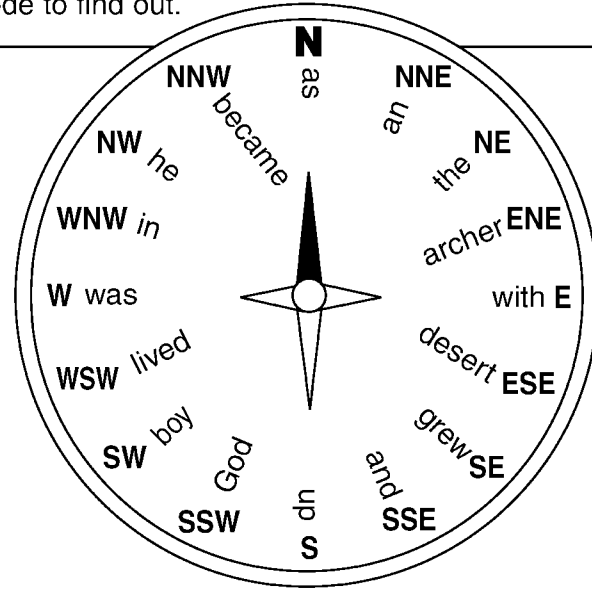 de to find out.
N
as
NNE
an
NE
the
ENE
archer
E
with
ESE
desert
SE
grew
SSE
and
S
up
SSW
God
SW
boy
WSW
lived
W
was
WNW
in
NW
he
NNW
became